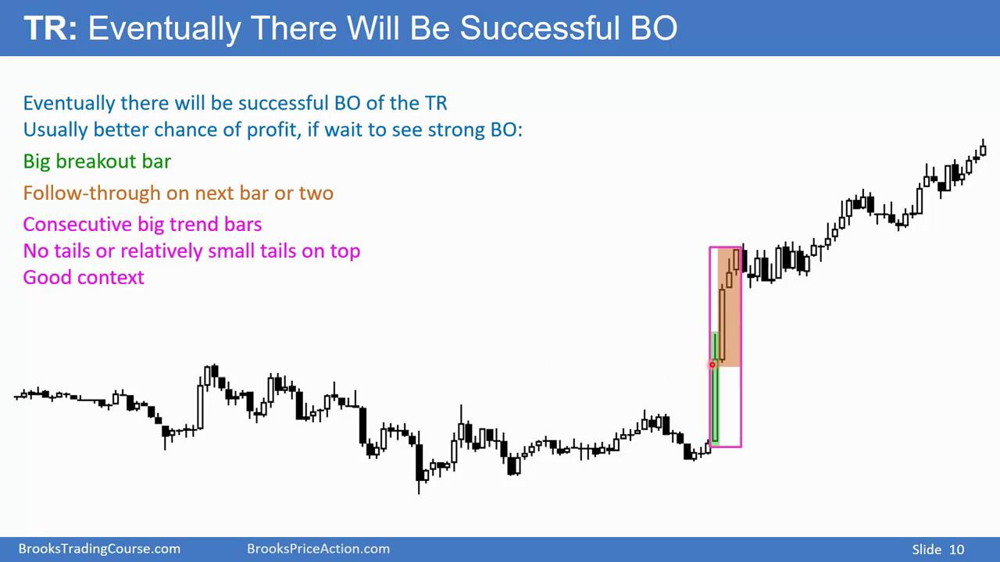 TR: Eventually There Will Be Successful BO
Eventually there will be successful BO of the TR
Usually better chance of profit, if wait to see strong BO:
Big breakout bar
Follow-through on next bar or two
Consecutive big trend bars
No tails or relatively small tails on top
Good context
BrooksTradingCourse.com
BrooksPriceAction.com
Slide 10